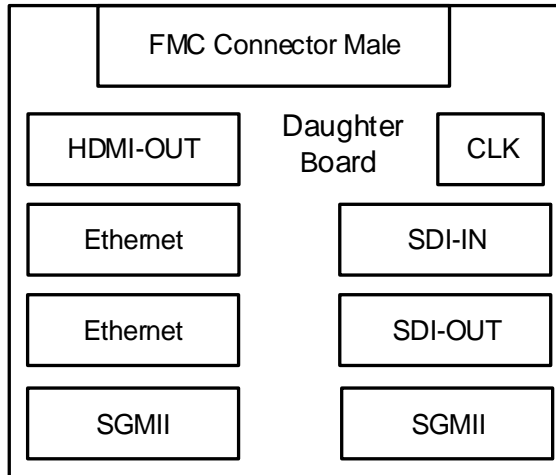 FMC Connector Male
HDMI-OUT
Daughter
Board
CLK
Ethernet
SDI-IN
Ethernet
SDI-OUT
SGMII
SGMII